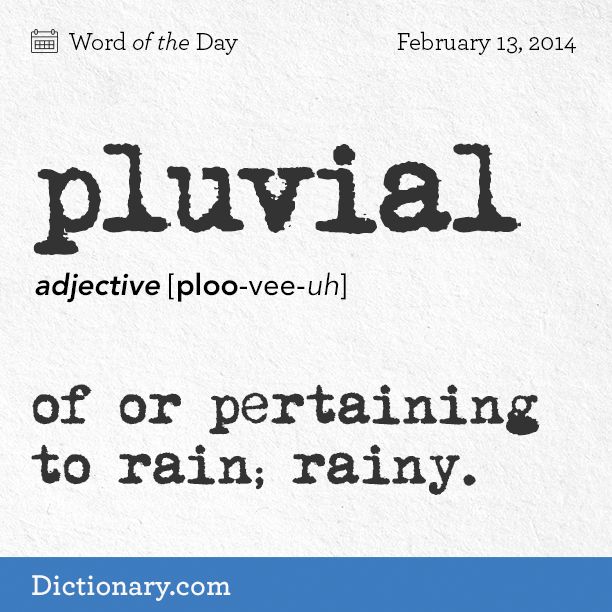 Word of the Day
February 13, 2014
pluvial
adjective [ploo-vee-uh]
of or pertaining
to rain; rainy.
Dictionary.com